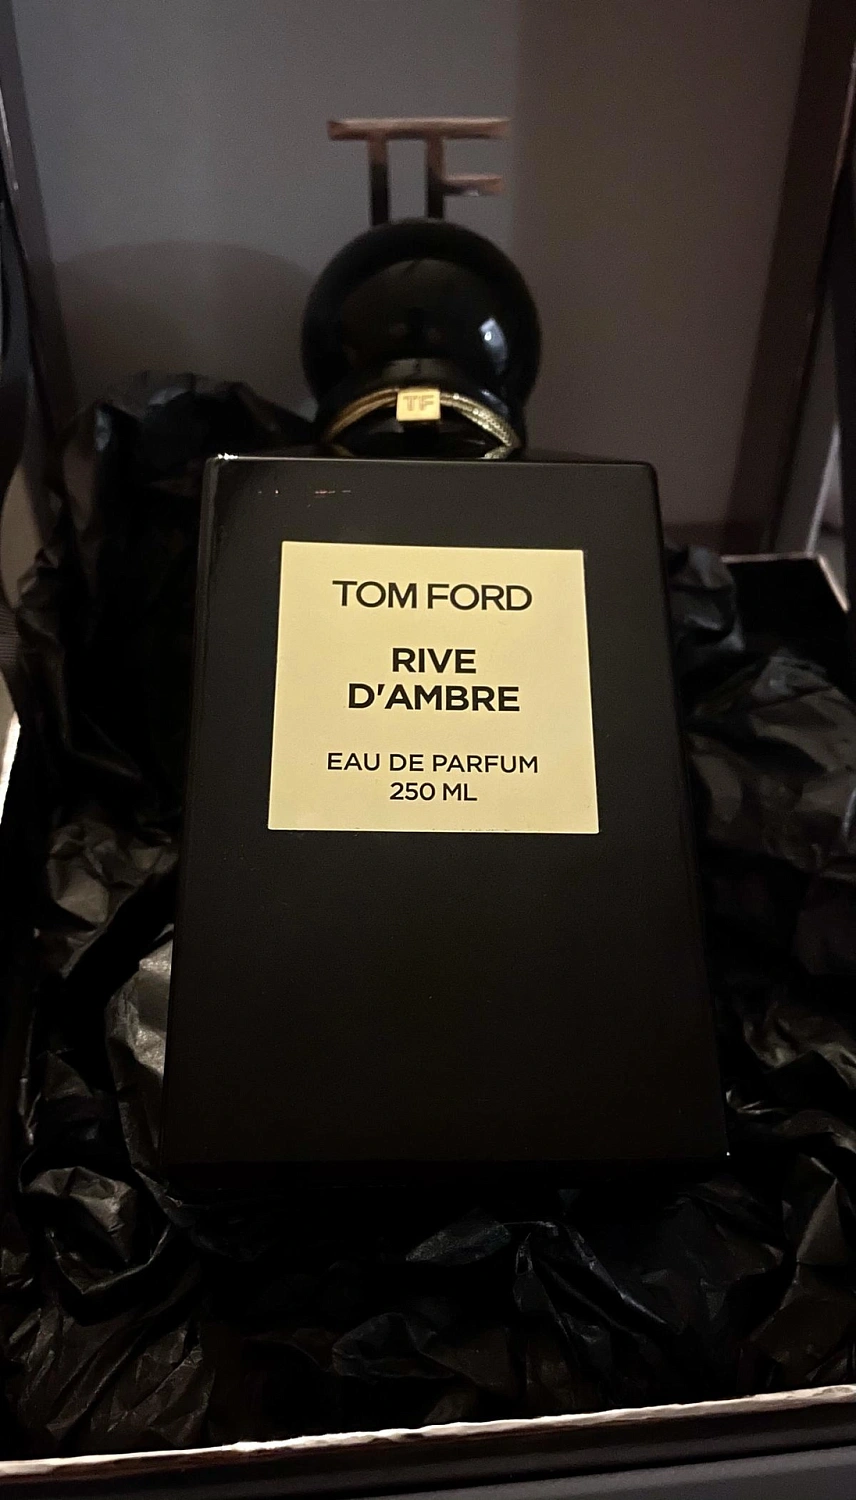 TF
TF
TOM FORD
RIVE
D'AMBRE
EAU DE PARFUM
250 ML